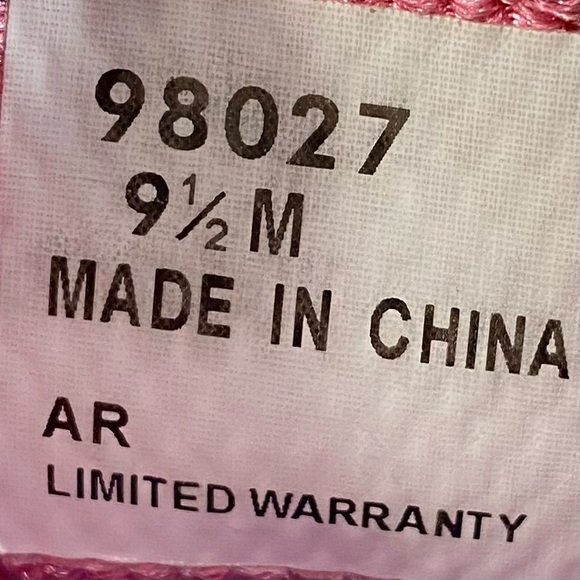 98027
9½ M
MADE IN CHINA
AR
LIMITED WARRANTY